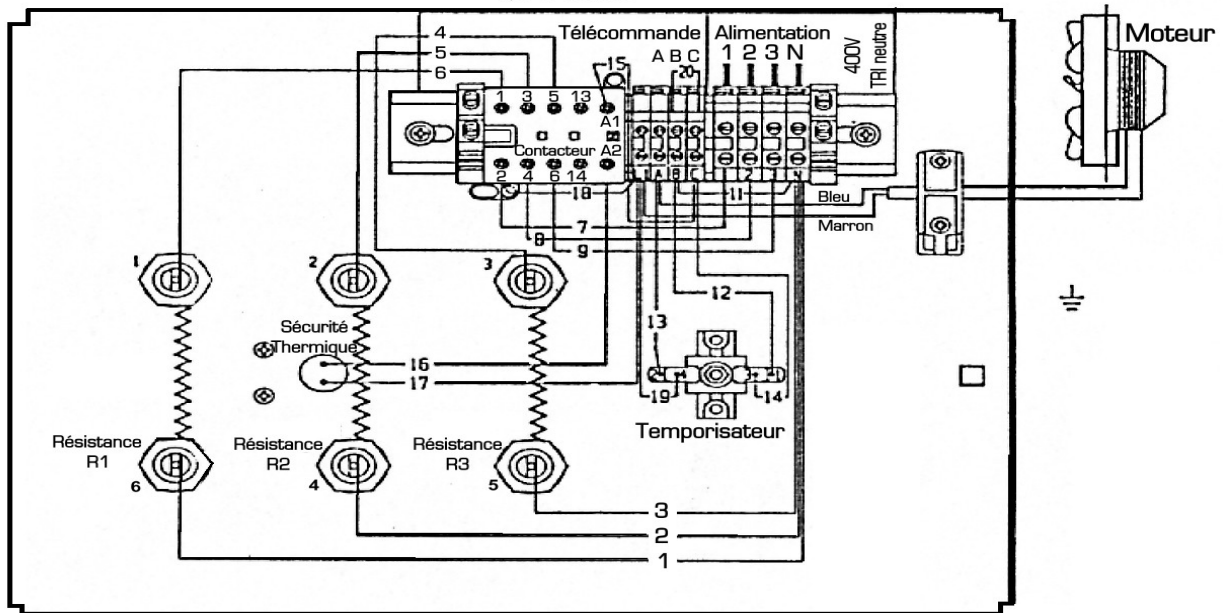 Télécommande Alimentation
Moteur
A B C
1 2 3 N
400V
TRI neutre
4
5
6
15
20
1 3 5 13
A1
Contacteur A2
2 4 6 14
18
A B C
1 2 3 N
11
Bleu
Marron
7
8
9
1
2
3
12
13
Sécurité
Thermique
16
17
19
14
Temporisateur
Résistance
R1
Résistance
R2
Résistance
R3
6
4
5
3
2
1